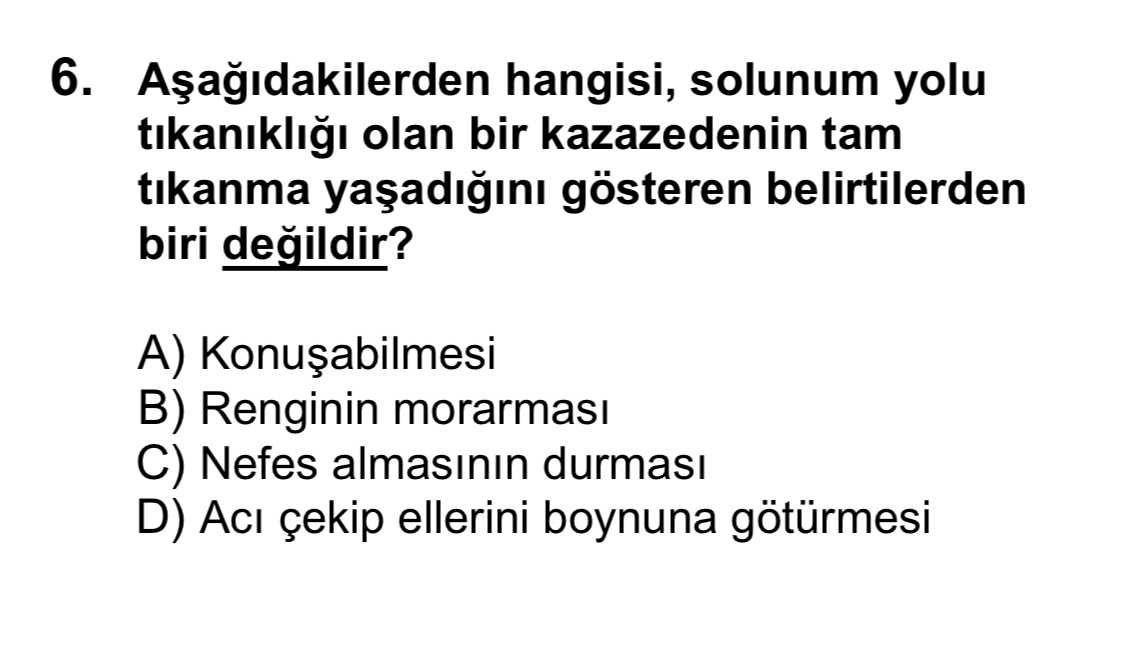 6. Aşağıdakilerden hangisi, solunum yolu
tıkanıklığı olan bir kazazedenin tam
tıkanma yaşadığını gösteren belirtilerden
biri değildir?
A) Konuşabilmesi
B) Renginin morarması
C) Nefes almasının durması
D) Acı çekip ellerini boynuna götürmesi